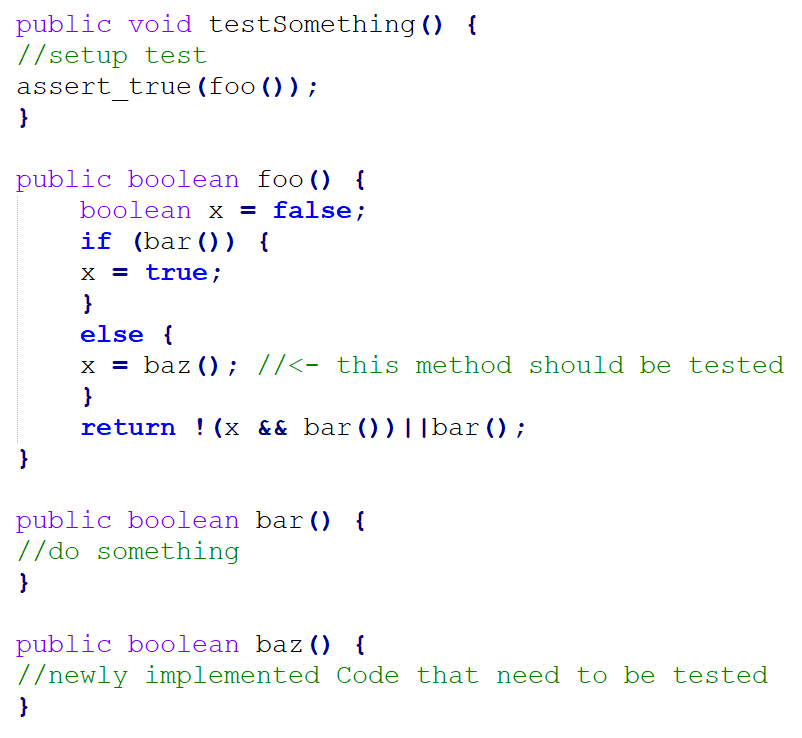 public void testSomething() {
//setup test
assert_true(foo());
}
public boolean foo() {
    boolean x = false;
    if (bar()) {
    x = true;
    }
    else {
    x = baz(); //<- this method should be tested
    }
    return !(x && bar())||bar();
}
public boolean bar() {
//do something
}
public boolean baz() {
//newly implemented Code that need to be tested
}